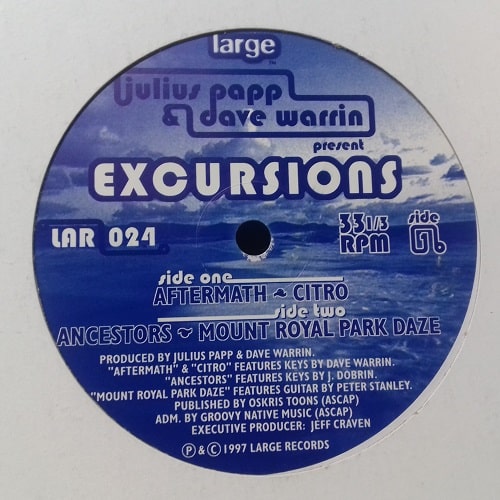 large
TM
julius papp
& dave warrin
present
EXCURSIONS
LAR 024
33 1/3
RPM
side
side one
AFTERMATH ~ CITRO
side two
ANCESTORS ~ MOUNT ROYAL PARK DAZE
PRODUCED BY JULIUS PAPP & DAVE WARRIN.
"AFTERMATH" & "CITRO" FEATURES KEYS BY DAVE WARRIN.
"ANCESTORS" FEATURES KEYS BY J. DOBRIN.
"MOUNT ROYAL PARK DAZE" FEATURES GUITAR BY PETER STANLEY.
PUBLISHED BY OSKRIS TOONS (ASCAP)
ADM. BY GROOVY NATIVE MUSIC (ASCAP)
EXECUTIVE PRODUCER: JEFF CRAVEN
℗ & © 1997 LARGE RECORDS